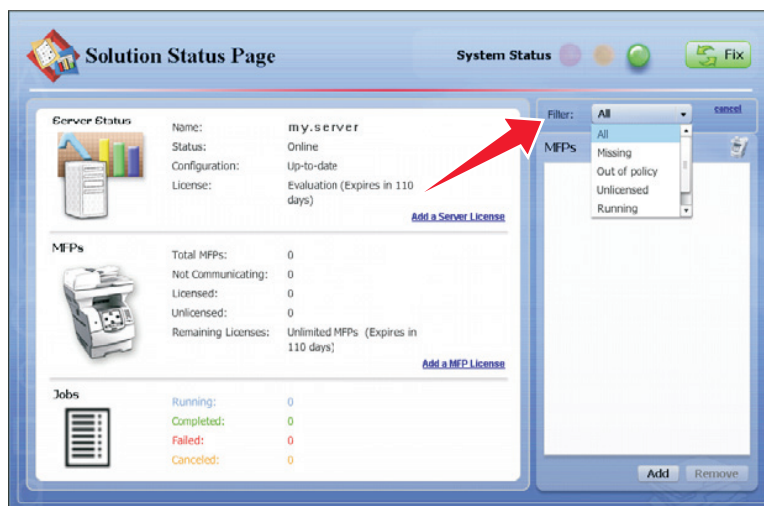 Solution Status Page
System Status
Fix
Server Status
Name: my.server
Status: Online
Configuration: Up-to-date
License: Evaluation (Expires in 110
days)
Add a Server License
MFPs
Total MFPs: 0
Not Communicating: 0
Licensed: 0
Unlicensed: 0
Remaining Licenses: Unlimited MFPs (Expires in
110 days)
Add a MFP License
Jobs
Running: 0
Completed: 0
Failed: 0
Canceled: 0
Filter: All cancel
All
Missing
Out of policy
Unlicensed
Running
MFPs
Add Remove